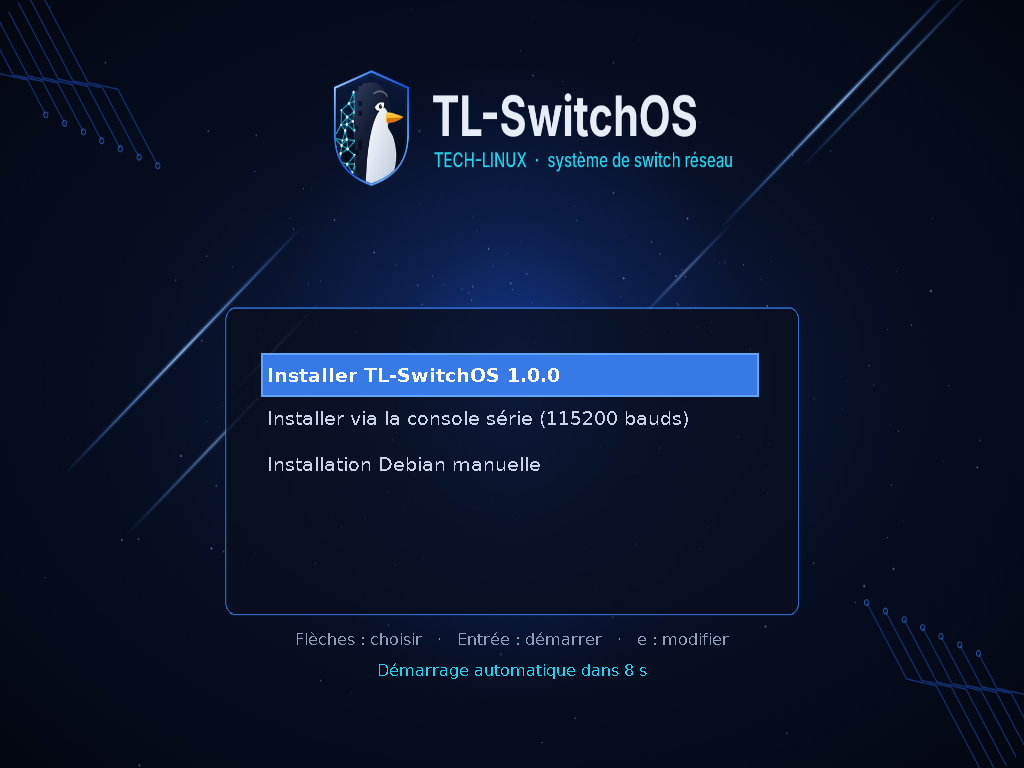 TL-SwitchOS
TECH-LINUX · système de switch réseau
Installer TL-SwitchOS 1.0.0
Installer via la console série (115200 bauds)
Installation Debian manuelle
Flèches : choisir · Entrée : démarrer · e : modifier
Démarrage automatique dans 8 s